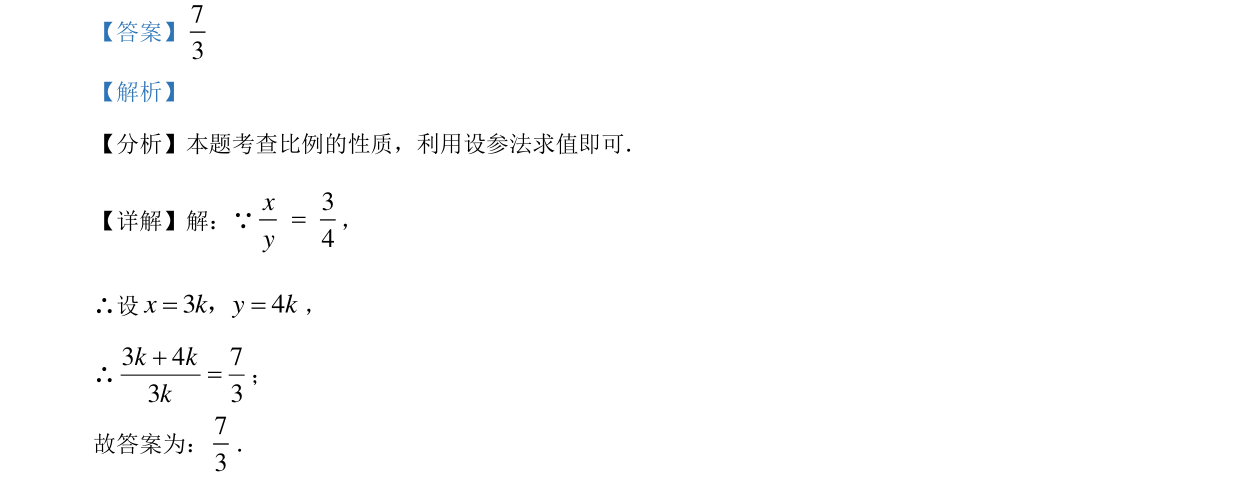 【答案】7/3
【解析】
【分析】本题考查比例的性质，利用设参法求值即可．
【详解】解：∵x/y = 3/4，
∴设 x=3k，y=4k，
∴(3k+4k)/3k=7/3；
故答案为：7/3．